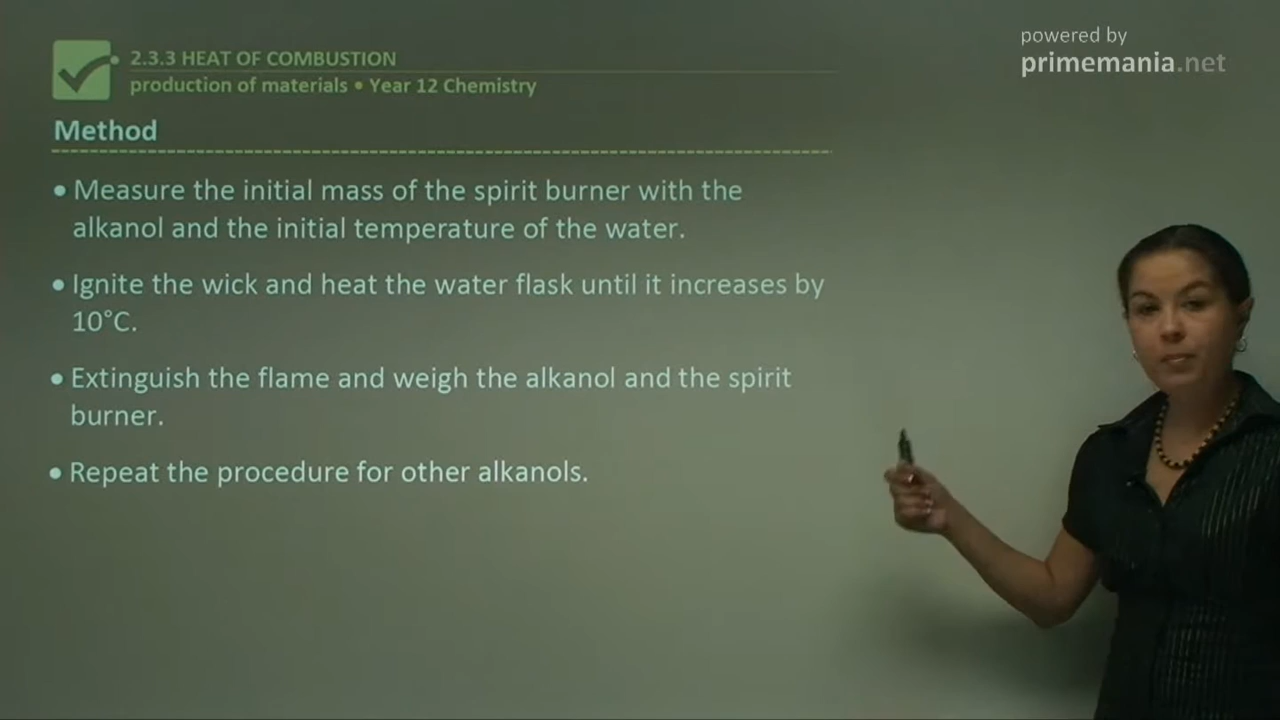 powered by
primemania.net
2.3.3 HEAT OF COMBUSTION
production of materials • Year 12 Chemistry
Method
• Measure the initial mass of the spirit burner with the
alkanol and the initial temperature of the water.
• Ignite the wick and heat the water flask until it increases by
10°C.
• Extinguish the flame and weigh the alkanol and the spirit
burner.
• Repeat the procedure for other alkanols.